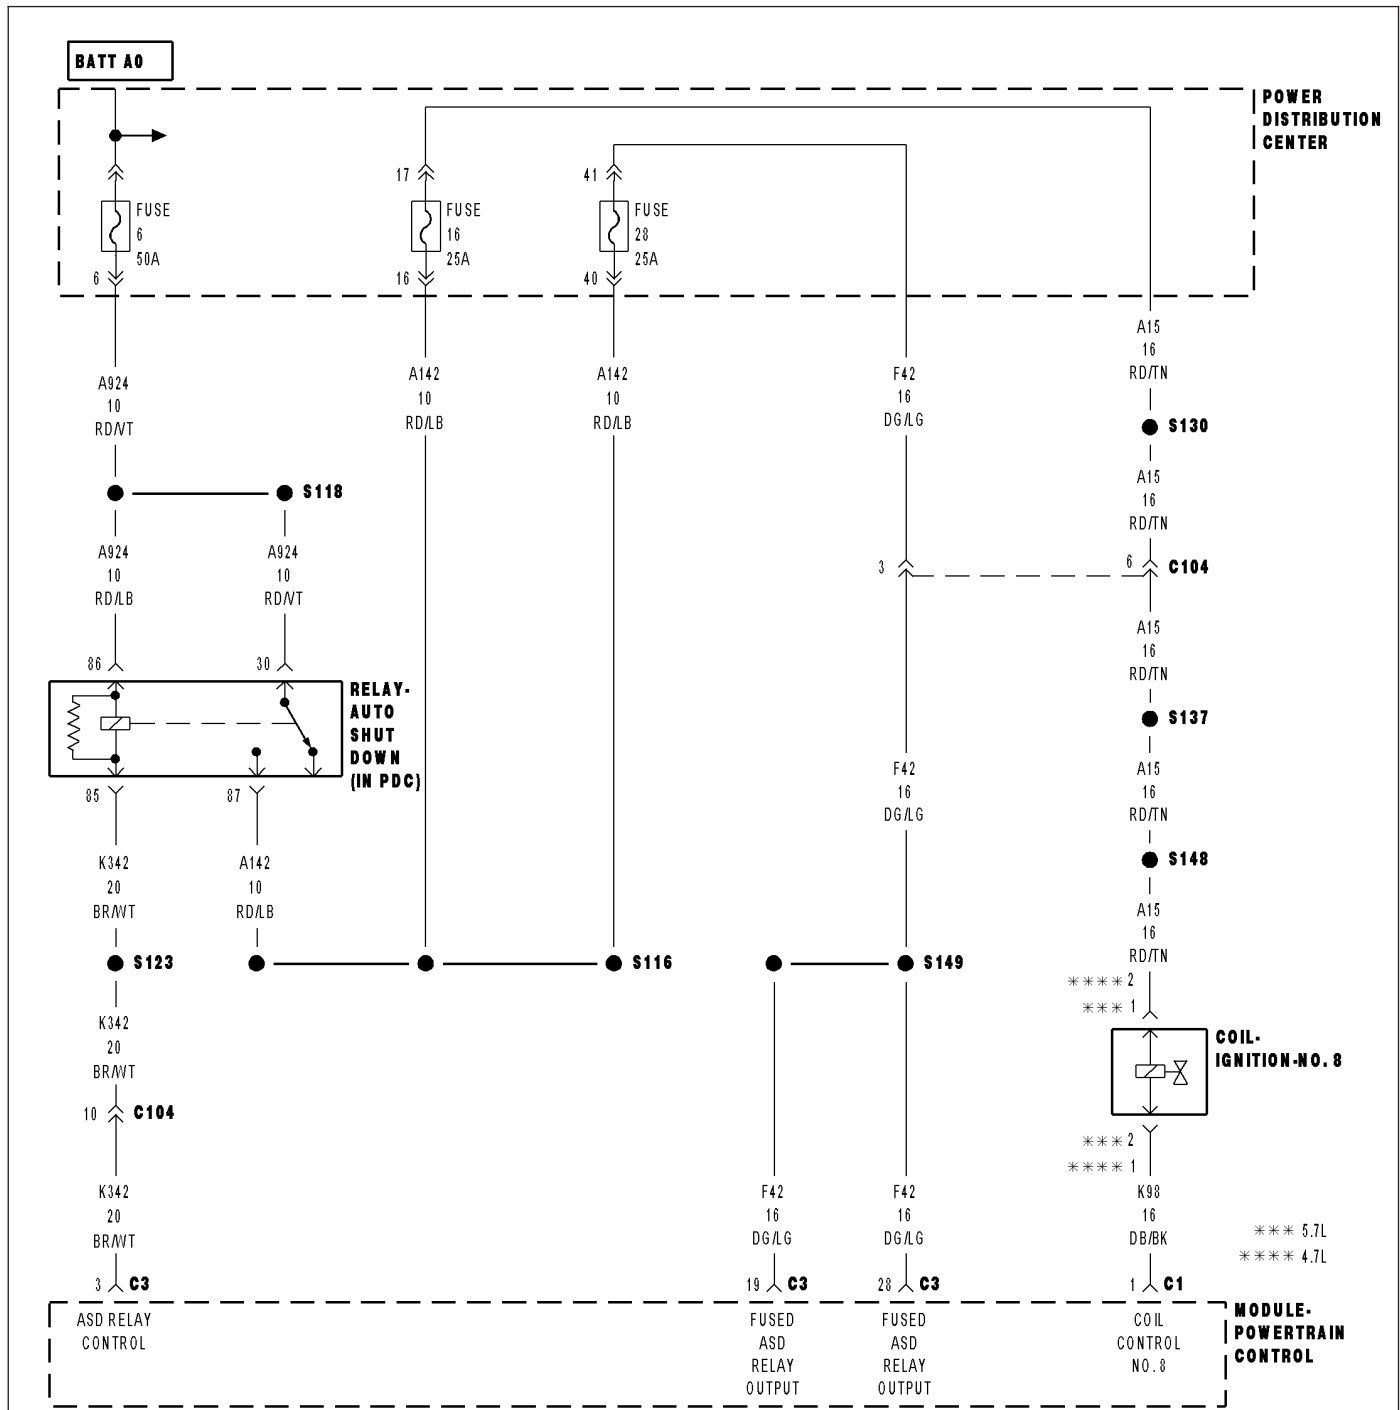 BATT A0
POWER
DISTRIBUTION
CENTER
FUSE
6
50A
6
17
FUSE
16
25A
16
41
FUSE
28
25A
40
A924
10
RD/VT
A142
10
RD/LB
A142
10
RD/LB
F42
16
DG/LG
A15
16
RD/TN
S130
S118
A924
10
RD/LB
A924
10
RD/VT
A15
16
RD/TN
3
6
C104
86
30
RELAY-
AUTO
SHUT
DOWN
(IN PDC)
85
87
A15
16
RD/TN
S137
F42
16
DG/LG
A15
16
RD/TN
S148
K342
20
BR/WT
A142
10
RD/LB
A15
16
RD/TN
S123
S116
S149
**** 2
*** 1
K342
20
BR/WT
COIL-
IGNITION-NO. 8
10
C104
*** 2
**** 1
K342
20
BR/WT
F42
16
DG/LG
F42
16
DG/LG
K98
16
DB/BK
*** 5.7L
**** 4.7L
3
C3
19
C3
28
C3
1
C1
ASD RELAY
CONTROL
FUSED
ASD
RELAY
OUTPUT
FUSED
ASD
RELAY
OUTPUT
COIL
CONTROL
NO. 8
MODULE-
POWERTRAIN
CONTROL